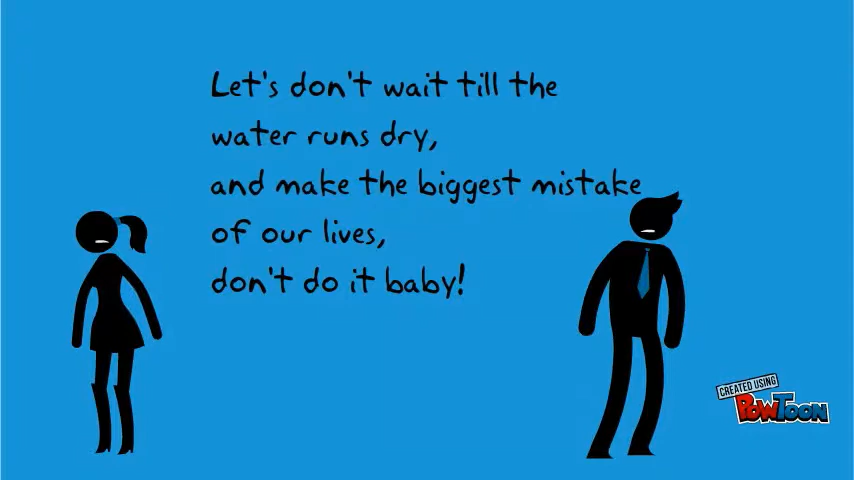 Let's don't wait till the
water runs dry,
and make the biggest mistake
of our lives,
don't do it baby!
CREATED USING
POWTOON